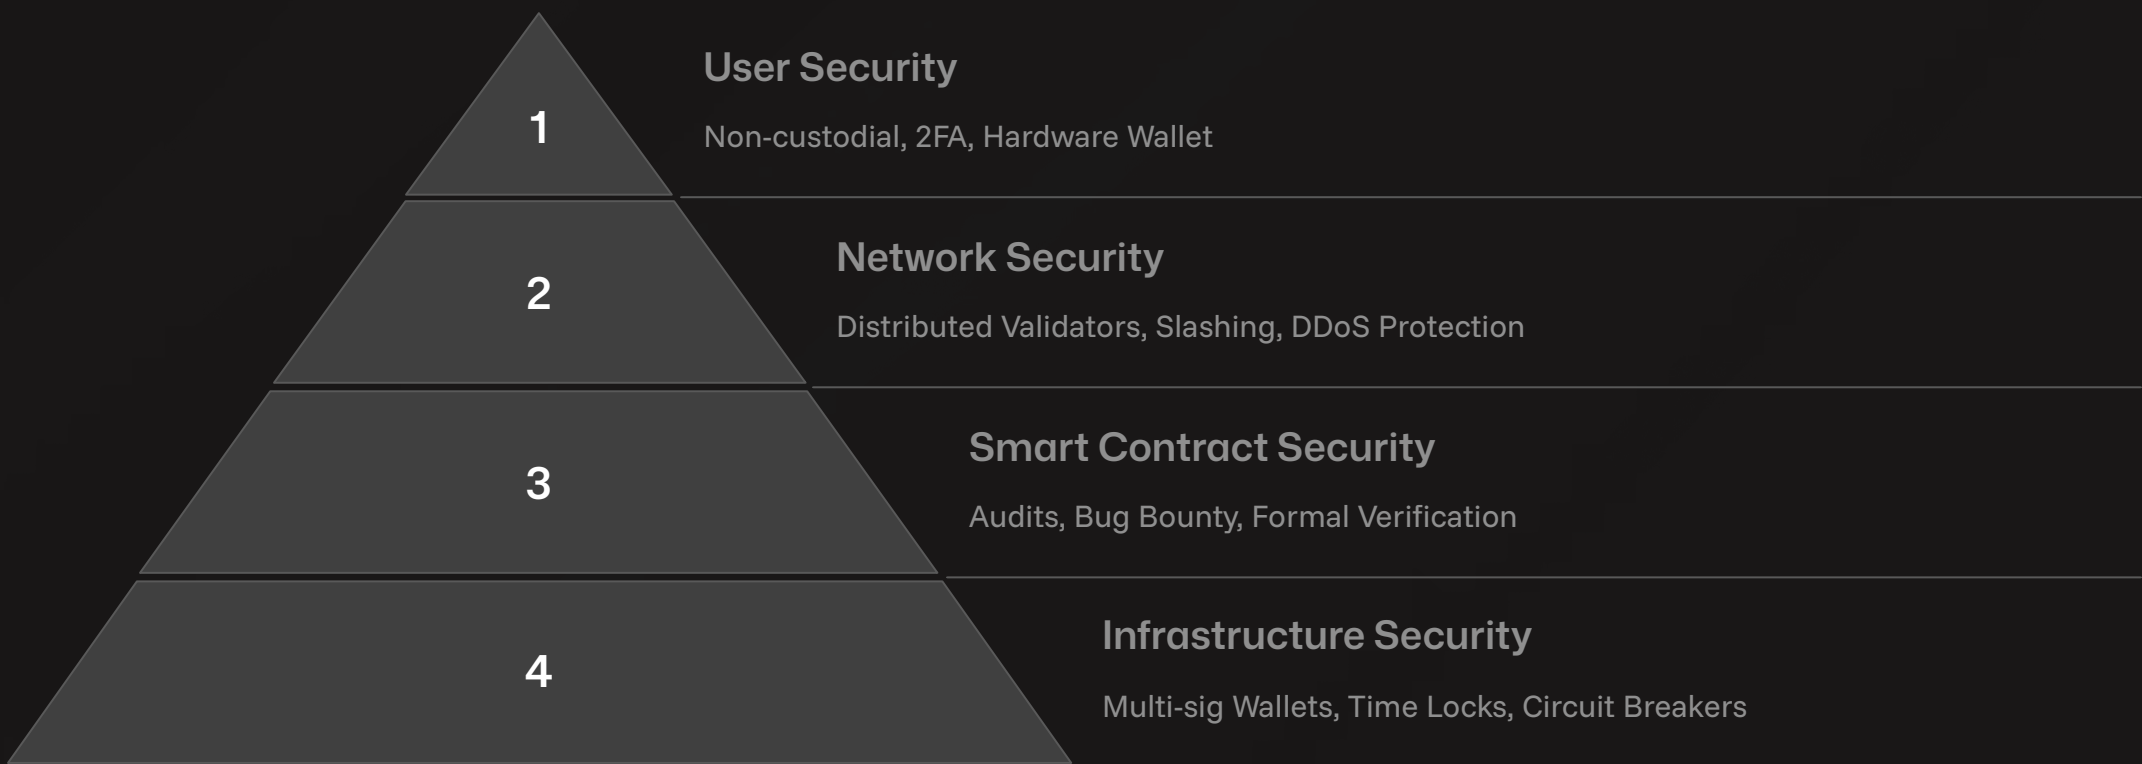 1
User Security
Non-custodial, 2FA, Hardware Wallet
2
Network Security
Distributed Validators, Slashing, DDoS Protection
3
Smart Contract Security
Audits, Bug Bounty, Formal Verification
4
Infrastructure Security
Multi-sig Wallets, Time Locks, Circuit Breakers